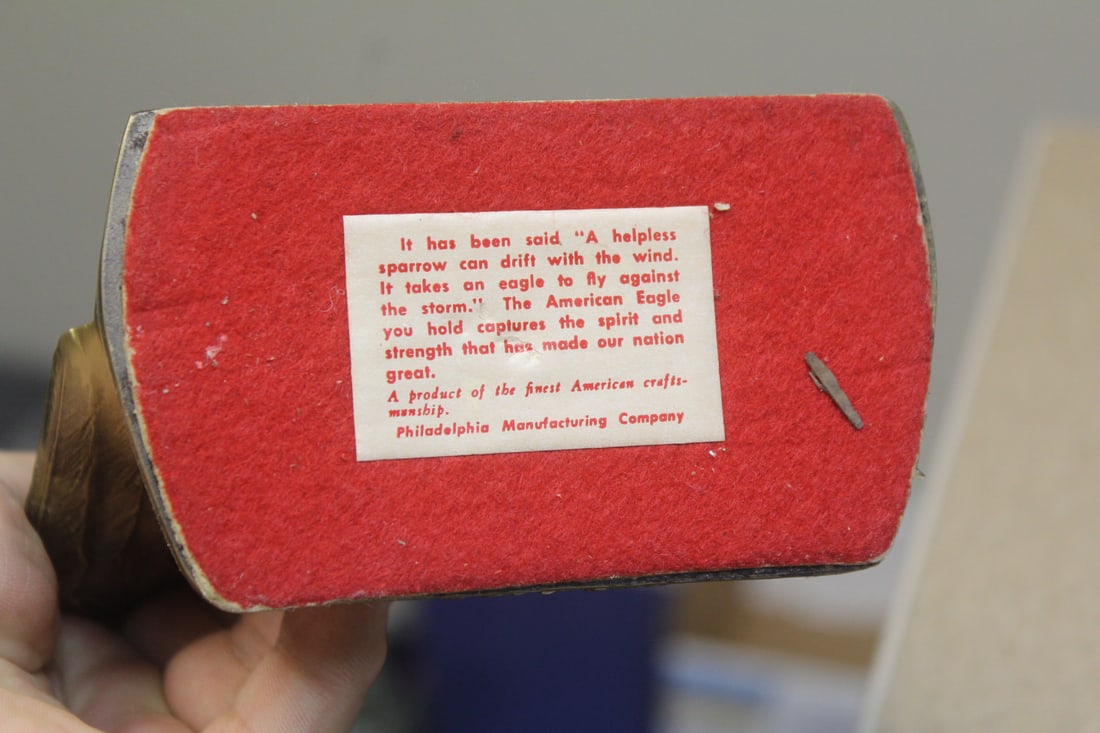 It has been said "A helpless
sparrow can drift with the wind.
It takes an eagle to fly against
the storm." The American Eagle
you hold captures the spirit and
strength that has made our nation
great.
A product of the finest American crafts-
manship.
Philadelphia Manufacturing Company